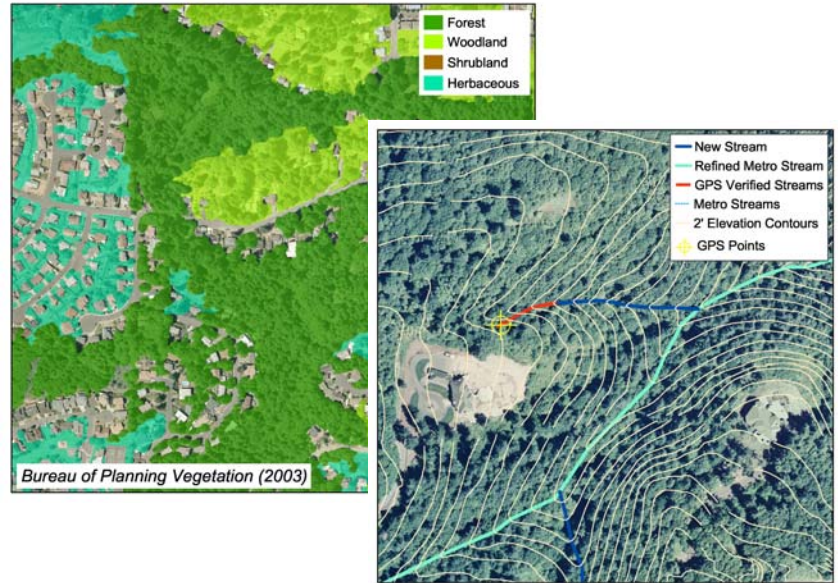 Forest
Woodland
Shrubland
Herbaceous
Bureau of Planning Vegetation (2003)
New Stream
Refined Metro Stream
GPS Verified Streams
Metro Streams
2' Elevation Contours
GPS Points